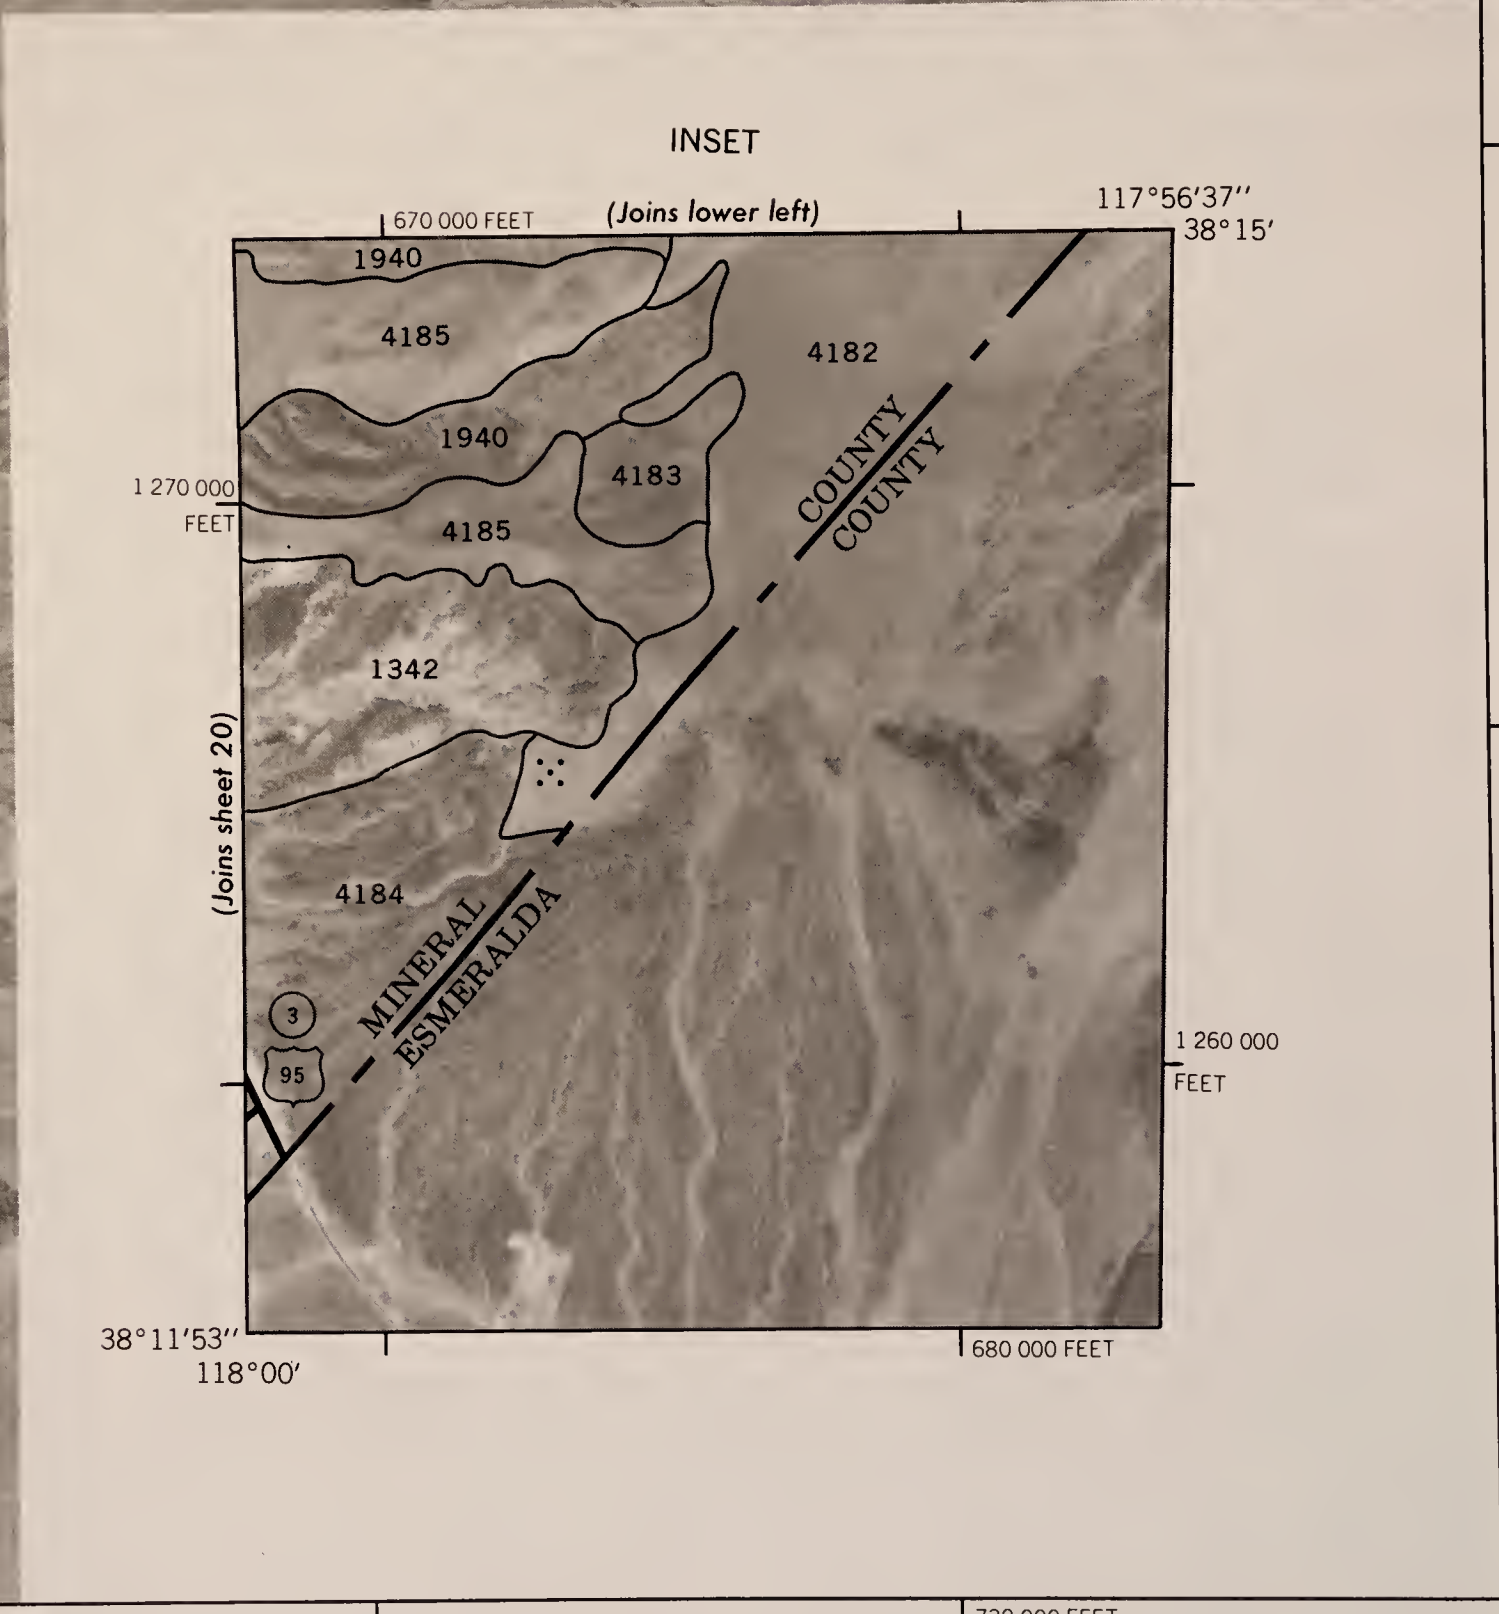 INSET
(Joins lower left)
117°56'37''
38°15'
670 000 FEET
1940
4185
4182
1940
4183
1 270 000
FEET
4185
COUNTY
COUNTY
1342
(Joins sheet 20)
4184
MINERAL
ESMERALDA
3
95
1 260 000
FEET
38°11'53''
118°00'
680 000 FEET